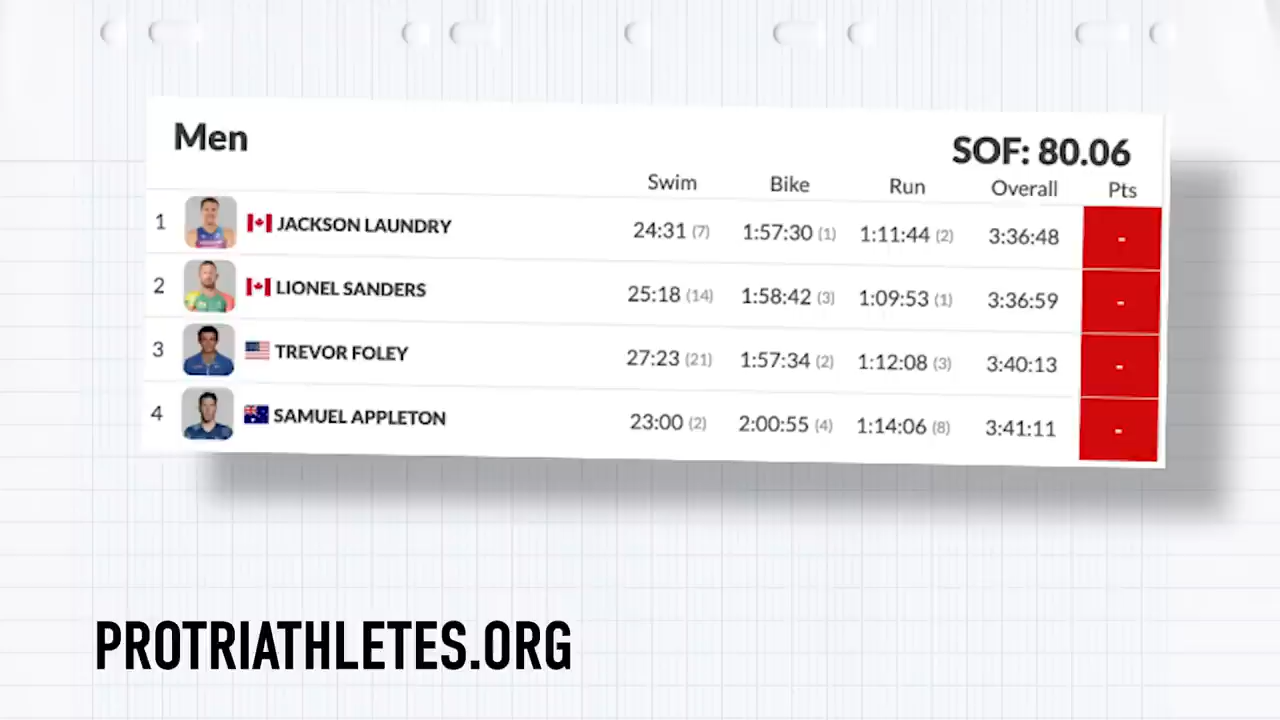 Men
SOF: 80.06
Swim Bike Run Overall Pts
1 JACKSON LAUNDRY 24:31 (7) 1:57:30 (1) 1:11:44 (2) 3:36:48 -
2 LIONEL SANDERS 25:18 (14) 1:58:42 (3) 1:09:53 (1) 3:36:59 -
3 TREVOR FOLEY 27:23 (21) 1:57:34 (2) 1:12:08 (3) 3:40:13 -
4 SAMUEL APPLETON 23:00 (2) 2:00:55 (4) 1:14:06 (8) 3:41:11 -
PROTRIATHLETES.ORG